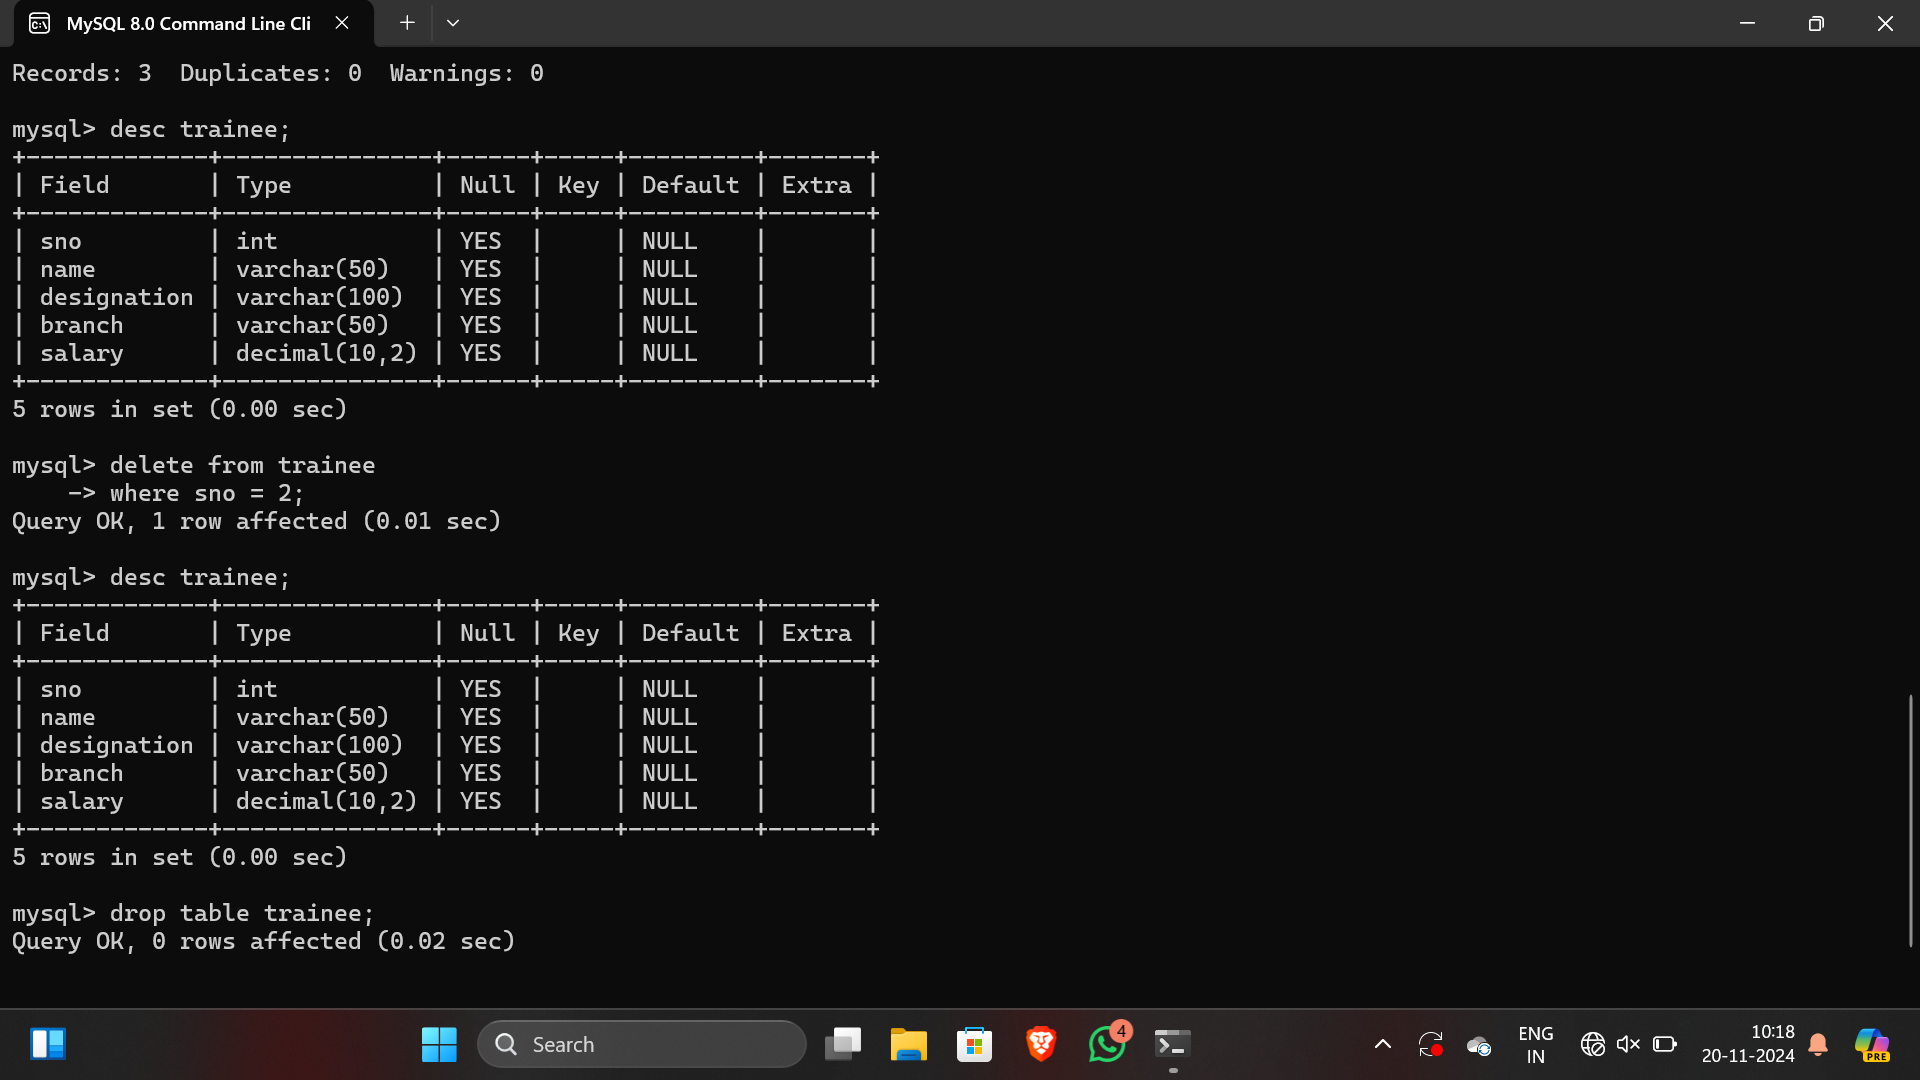 MySQL 8.0 Command Line Cli
Records: 3  Duplicates: 0  Warnings: 0
mysql> desc trainee;
+-------------+---------------+------+-----+---------+-------+
| Field       | Type          | Null | Key | Default | Extra |
+-------------+---------------+------+-----+---------+-------+
| sno         | int           | YES  |     | NULL    |       |
| name        | varchar(50)   | YES  |     | NULL    |       |
| designation | varchar(100)  | YES  |     | NULL    |       |
| branch      | varchar(50)   | YES  |     | NULL    |       |
| salary      | decimal(10,2) | YES  |     | NULL    |       |
+-------------+---------------+------+-----+---------+-------+
5 rows in set (0.00 sec)
mysql> delete from trainee
    -> where sno = 2;
Query OK, 1 row affected (0.01 sec)
mysql> desc trainee;
+-------------+---------------+------+-----+---------+-------+
| Field       | Type          | Null | Key | Default | Extra |
+-------------+---------------+------+-----+---------+-------+
| sno         | int           | YES  |     | NULL    |       |
| name        | varchar(50)   | YES  |     | NULL    |       |
| designation | varchar(100)  | YES  |     | NULL    |       |
| branch      | varchar(50)   | YES  |     | NULL    |       |
| salary      | decimal(10,2) | YES  |     | NULL    |       |
+-------------+---------------+------+-----+---------+-------+
5 rows in set (0.00 sec)
mysql> drop table trainee;
Query OK, 0 rows affected (0.02 sec)
Search
4
ENG
IN
10:18
20-11-2024
PRE